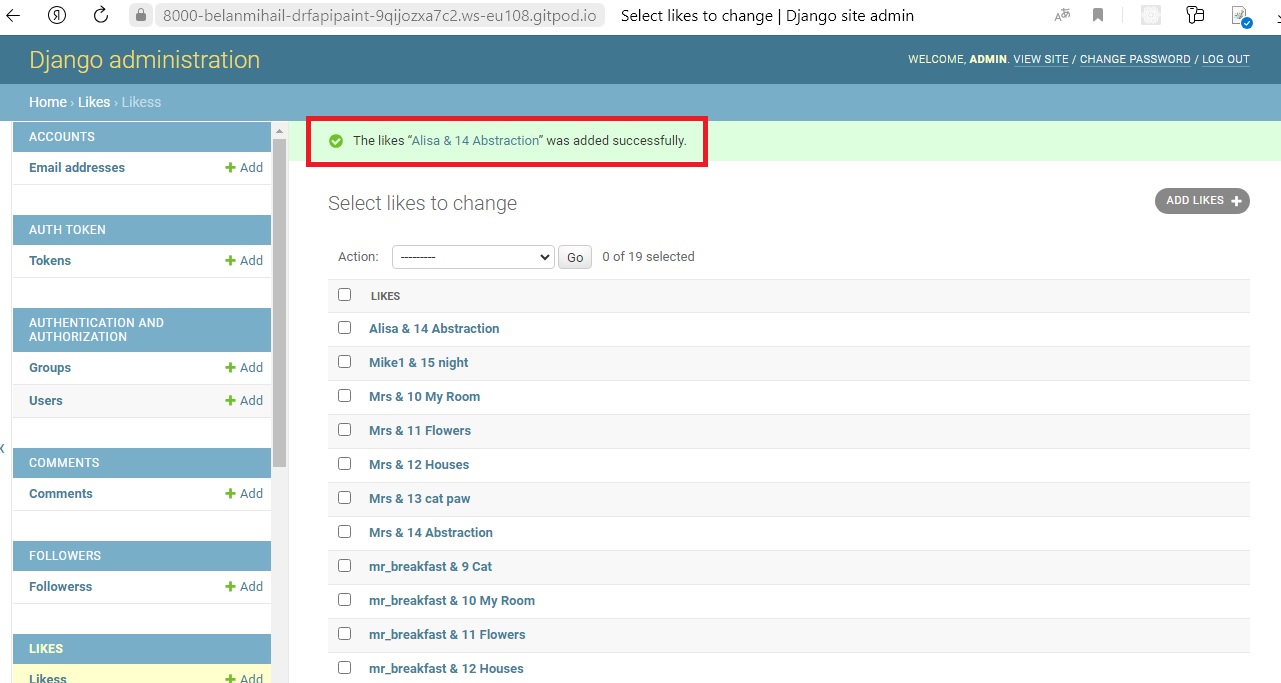 8000-belanmihail-drfapipaint-9qijozxa7c2.ws-eu108.gitpod.io Select likes to change | Django site admin
Django administration
WELCOME, ADMIN. VIEW SITE / CHANGE PASSWORD / LOG OUT
Home › Likes › Likess
ACCOUNTS
Email addresses + Add
AUTH TOKEN
Tokens + Add
AUTHENTICATION AND
AUTHORIZATION
Groups + Add
Users + Add
COMMENTS
Comments + Add
FOLLOWERS
Followerss + Add
LIKES
Likess + Add
The likes “Alisa & 14 Abstraction” was added successfully.
Select likes to change
ADD LIKES +
Action: --------- Go 0 of 19 selected
LIKES
Alisa & 14 Abstraction
Mike1 & 15 night
Mrs & 10 My Room
Mrs & 11 Flowers
Mrs & 12 Houses
Mrs & 13 cat paw
Mrs & 14 Abstraction
mr_breakfast & 9 Cat
mr_breakfast & 10 My Room
mr_breakfast & 11 Flowers
mr_breakfast & 12 Houses